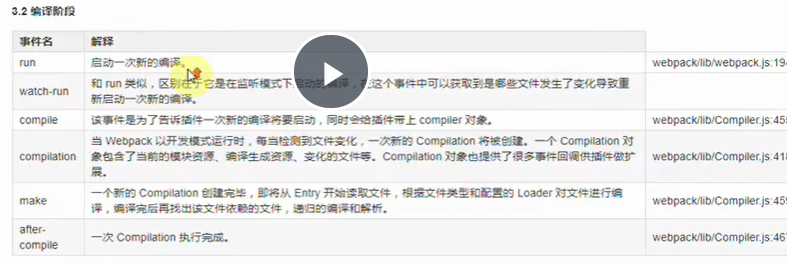 3.2 编译阶段
事件名 解释
run 启动一次新的编译。 webpack/lib/webpack.js:194
watch-run 和 run 类似，区别在于它是在监听模式下启动的编译，在这个事件中可以获取到是哪些文件发生了变化导致重
新启动一次新的编译。
compile 该事件是为了告诉插件一次新的编译将要启动，同时会给插件带上 compiler 对象。 webpack/lib/Compiler.js:455
compilation 当 Webpack 以开发模式运行时，每当检测到文件变化，一次新的 Compilation 将被创建。一个 Compilation 对
象包含了当前的模块资源、编译生成资源、变化的文件等。Compilation 对象也提供了很多事件回调供插件做扩
展。 webpack/lib/Compiler.js:418
make 一个新的 Compilation 创建完毕，即将从 Entry 开始读取文件，根据文件类型和配置的 Loader 对文件进行编
译，编译完后再找出该文件依赖的文件，递归的编译和解析。 webpack/lib/Compiler.js:459
after-
compile 一次 Compilation 执行完成。 webpack/lib/Compiler.js:467